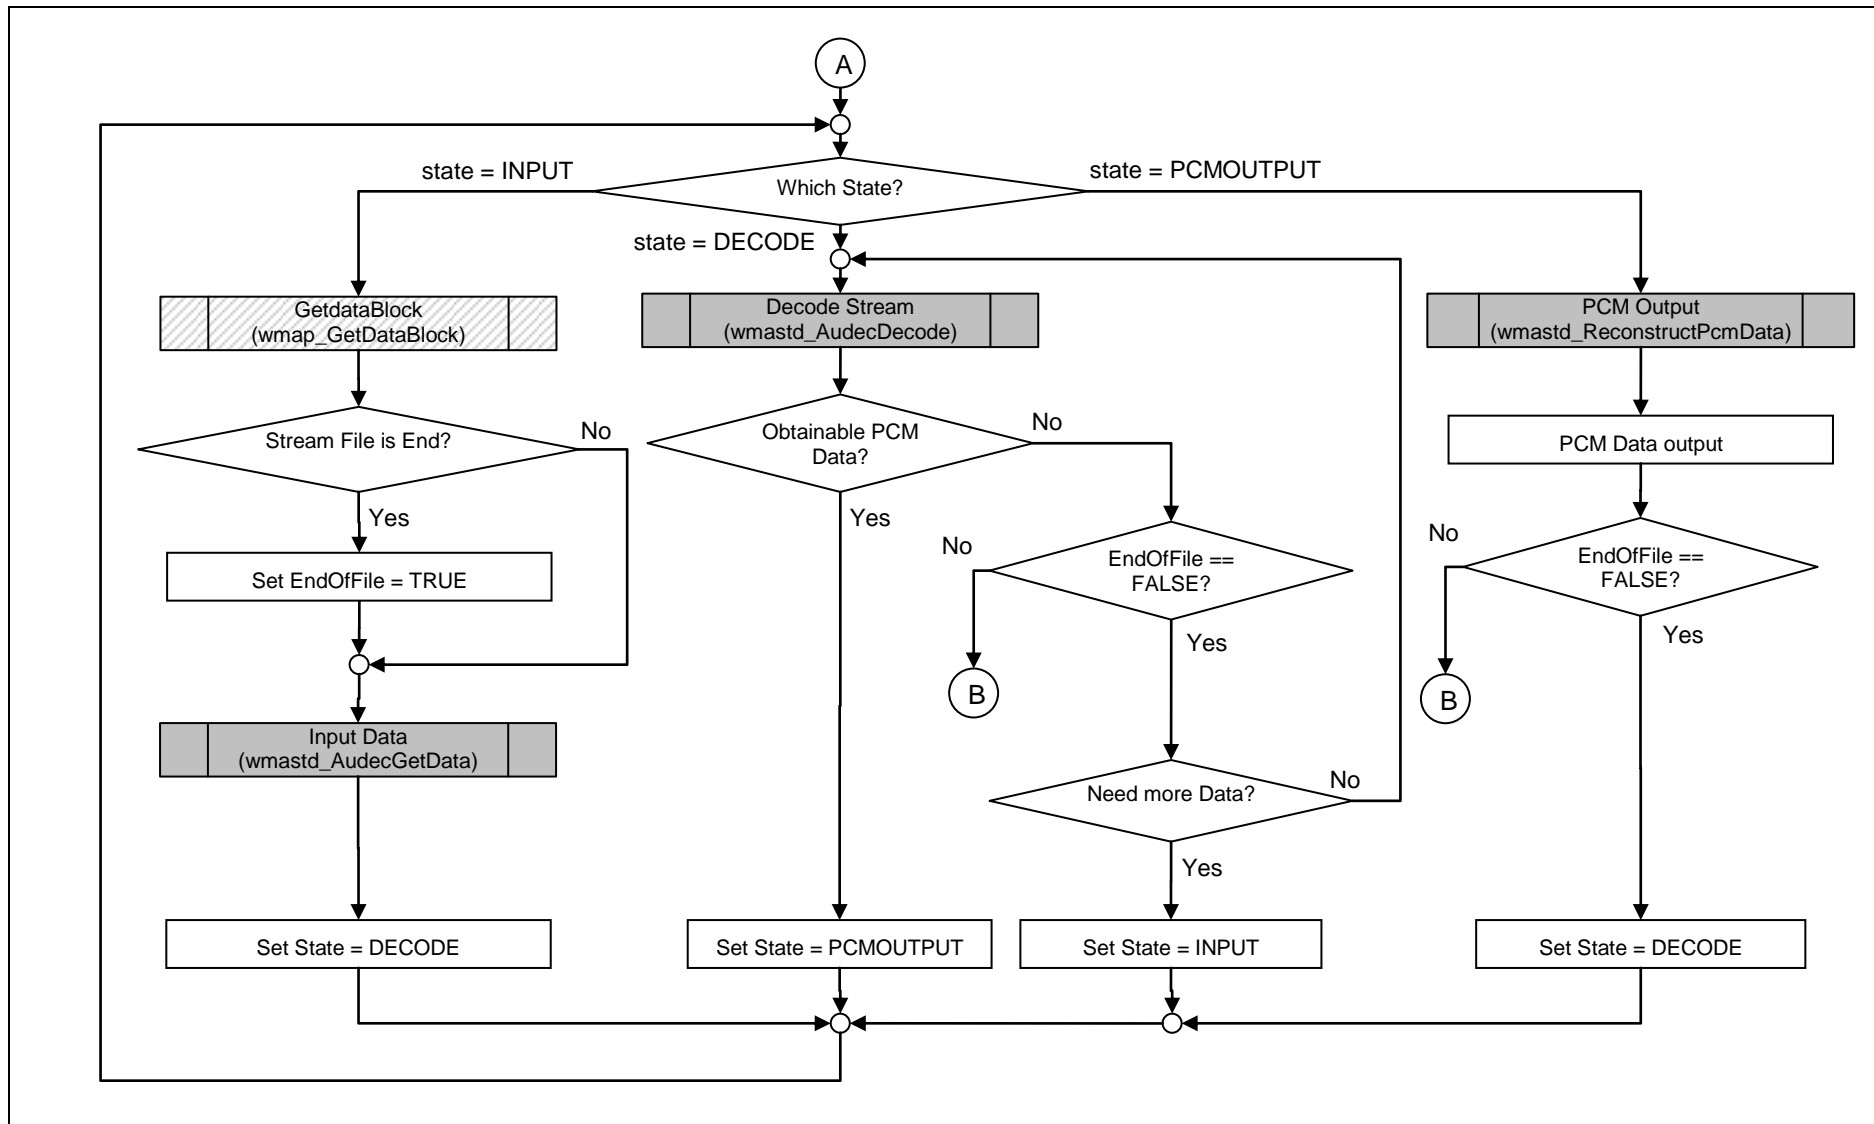 A
state = INPUT
Which State?
state = PCMOUTPUT
state = DECODE
GetdataBlock
(wmap_GetDataBlock)
Decode Stream
(wmastd_AudecDecode)
PCM Output
(wmastd_ReconstructPcmData)
Stream File is End?
No
Yes
Set EndOfFile = TRUE
Input Data
(wmastd_AudecGetData)
Set State = DECODE
Obtainable PCM
Data?
No
Yes
Set State = PCMOUTPUT
EndOfFile ==
FALSE?
No
B
Yes
Need more Data?
No
Yes
Set State = INPUT
PCM Data output
EndOfFile ==
FALSE?
No
B
Yes
Set State = DECODE